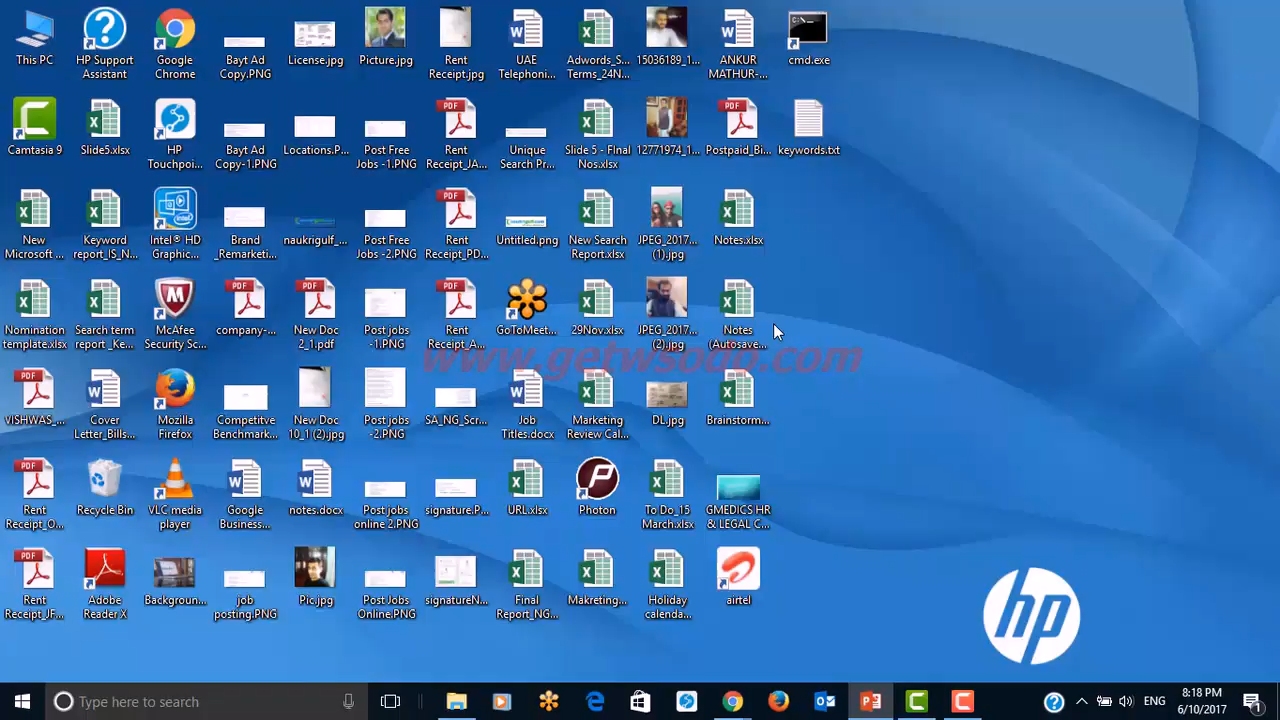 This PC
HP Support
Assistant
Google
Chrome
Bayt Ad
Copy.PNG
License.jpg
Picture.jpg
Rent
Receipt.jpg
UAE
Telephoni...
Adwords_S...
Terms_24N...
15036189_1...
ANKUR
MATHUR-...
cmd.exe
Camtasia 9
Slide5.xlsx
HP
Touchpoi...
Bayt Ad
Copy-1.PNG
Locations.P...
Post Free
Jobs -1.PNG
Rent
Receipt_JA...
Unique
Search Pr...
Slide 5 - FInal
Nos.xlsx
12771974_1...
Postpaid_Bi...
keywords.txt
New
Microsoft ...
Keyword
report_IS_N...
Intel® HD
Graphic...
Brand
_Remarketi...
naukrigulf_...
Post Free
Jobs -2.PNG
Rent
Receipt_PD...
Untitled.png
New Search
Report.xlsx
JPEG_2017...
(1).jpg
Notes.xlsx
Nomination
template.xlsx
Search term
report _Ke...
McAfee
Security Sc...
company-...
New Doc
2_1.pdf
Post jobs
-1.PNG
Rent
Receipt_A...
GoToMeet...
29Nov.xlsx
JPEG_2017...
(2).jpg
Notes
(Autosave...
www.getwsodo.com
VISHWAS_...
Cover
Letter_Bills...
Mozilla
Firefox
Competitive
Benchmark...
New Doc
10_1 (2).jpg
Post jobs
-2.PNG
SA_NG_Scr...
Job
Titles.docx
Marketing
Review Cal...
DL.jpg
Brainstorm...
Rent
Receipt_O...
Recycle Bin
VLC media
player
Google
Business...
notes.docx
Post jobs
online 2.PNG
signature.P...
URL.xlsx
Photon
To Do_15
March.xlsx
GMEDICS HR
& LEGAL C...
Rent
Receipt_JF...
Adobe
Reader X
Backgroun...
job
posting.PNG
Pic.jpg
Post Jobs
Online.PNG
signatureN...
Final
Report_NG...
Makreting...
Holiday
calenda...
airtel
hp
Type here to search
ENG
8:18 PM
6/10/2017